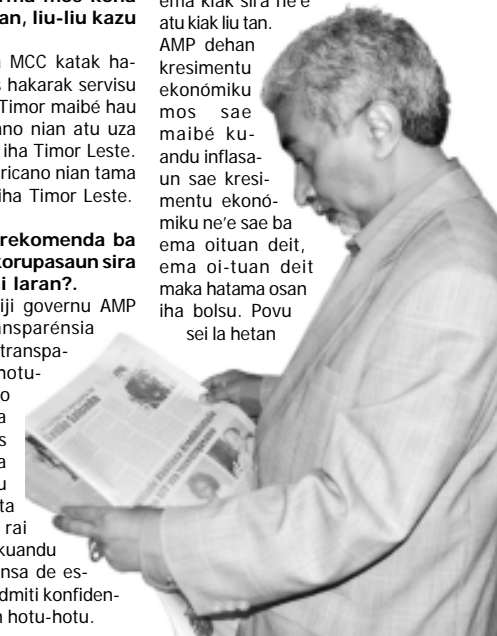 an, liu-liu kazu
MCC katak ha-
hakarak servisu
Timor maibé hau
ano nian atu uza
iha Timor Leste.
ricano nian tama
iha Timor Leste.
rekomenda ba
korupasaun sira
i laran?.
iji governu AMP
ansparénsia
transpa-
hotu-
o
a
s
a
u
ta
rai
kuandu
nsa de es-
dmiti konfiden-
n hotu-hotu.
ema kiak sira ne'e
atu kiak liu tan.
AMP dehan
kresimentu
ekonómiku
mos sae
maibé ku-
andu inflasa-
un sae kresi-
mentu ekonó-
miku ne'e sae ba
ema oituan deit,
ema oi-tuan deit
maka hatama osan
iha bolsu. Povu
sei la hetan